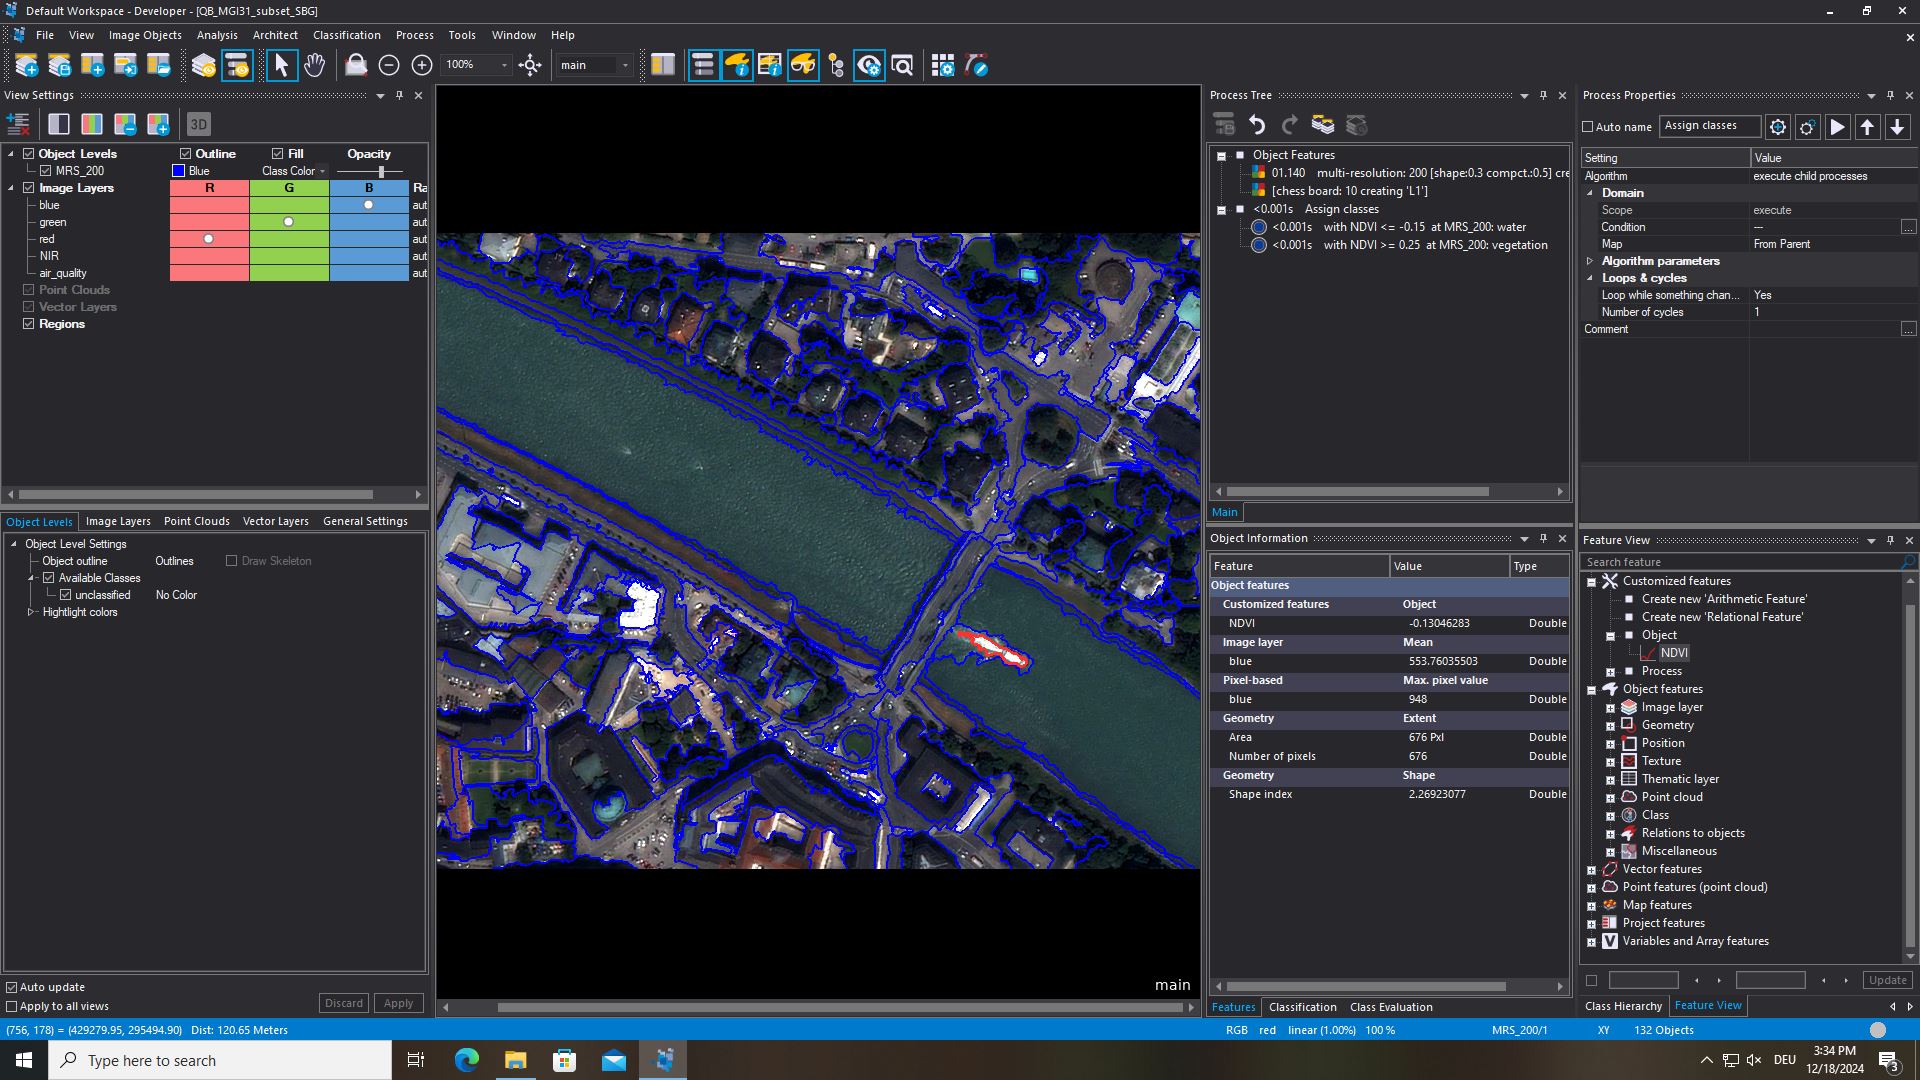 Default Workspace - Developer - [QB_MGI31_subset_SBG]
File View Image Objects Analysis Architect Classification Process Tools Window Help
100% main
View Settings
3D
Object Levels Outline Fill Opacity
MRS_200 Blue Class Color
Image Layers R G B Ra
blue aut
green aut
red aut
NIR aut
air_quality aut
Point Clouds
Vector Layers
Regions
Object Levels Image Layers Point Clouds Vector Layers General Settings
Object Level Settings
Object outline Outlines Draw Skeleton
Available Classes
unclassified No Color
Hightlight colors
Auto update
Apply to all views Discard Apply
main
Process Tree
Object Features
01.140 multi-resolution: 200 [shape:0.3 compct.:0.5] cre
[chess board: 10 creating 'L1']
<0.001s Assign classes
<0.001s with NDVI <= -0.15 at MRS_200: water
<0.001s with NDVI >= 0.25 at MRS_200: vegetation
Main
Object Information
Feature Value Type
Object features
Customized features Object
NDVI -0.13046283 Double
Image layer Mean
blue 553.76035503 Double
Pixel-based Max. pixel value
blue 948 Double
Geometry Extent
Area 676 Pxl Double
Number of pixels 676 Double
Geometry Shape
Shape index 2.26923077 Double
Features Classification Class Evaluation
Process Properties
Auto name Assign classes
Setting Value
Algorithm execute child processes
Domain
Scope execute
Condition ---
Map From Parent
Algorithm parameters
Loops & cycles
Loop while something chan... Yes
Number of cycles 1
Comment
Feature View
Search feature
Customized features
Create new 'Arithmetic Feature'
Create new 'Relational Feature'
Object
NDVI
Process
Object features
Image layer
Geometry
Position
Texture
Thematic layer
Point cloud
Class
Relations to objects
Miscellaneous
Vector features
Point features (point cloud)
Map features
Project features
Variables and Array features
Update
Class Hierarchy Feature View
(756, 178) = (429279.95, 295494.90) Dist: 120.65 Meters RGB red linear (1.00%) 100 % MRS_200/1 XY 132 Objects
Type here to search DEU 3:34 PM
12/18/2024 3